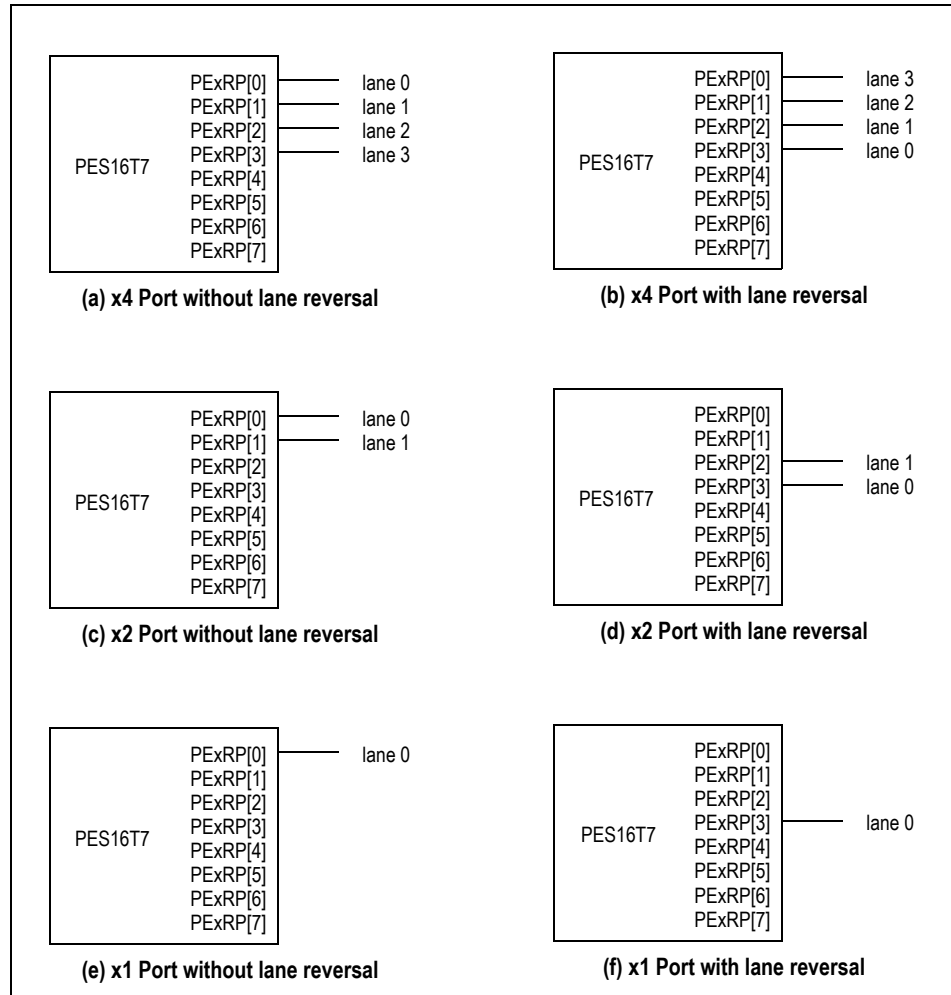 PES16T7
PExRP[0] lane 0
PExRP[1] lane 1
PExRP[2] lane 2
PExRP[3] lane 3
PExRP[4]
PExRP[5]
PExRP[6]
PExRP[7]
(a) x4 Port without lane reversal
PES16T7
PExRP[0] lane 3
PExRP[1] lane 2
PExRP[2] lane 1
PExRP[3] lane 0
PExRP[4]
PExRP[5]
PExRP[6]
PExRP[7]
(b) x4 Port with lane reversal
PES16T7
PExRP[0] lane 0
PExRP[1] lane 1
PExRP[2]
PExRP[3]
PExRP[4]
PExRP[5]
PExRP[6]
PExRP[7]
(c) x2 Port without lane reversal
PES16T7
PExRP[0]
PExRP[1]
PExRP[2] lane 1
PExRP[3] lane 0
PExRP[4]
PExRP[5]
PExRP[6]
PExRP[7]
(d) x2 Port with lane reversal
PES16T7
PExRP[0] lane 0
PExRP[1]
PExRP[2]
PExRP[3]
PExRP[4]
PExRP[5]
PExRP[6]
PExRP[7]
(e) x1 Port without lane reversal
PES16T7
PExRP[0]
PExRP[1]
PExRP[2]
PExRP[3] lane 0
PExRP[4]
PExRP[5]
PExRP[6]
PExRP[7]
(f) x1 Port with lane reversal